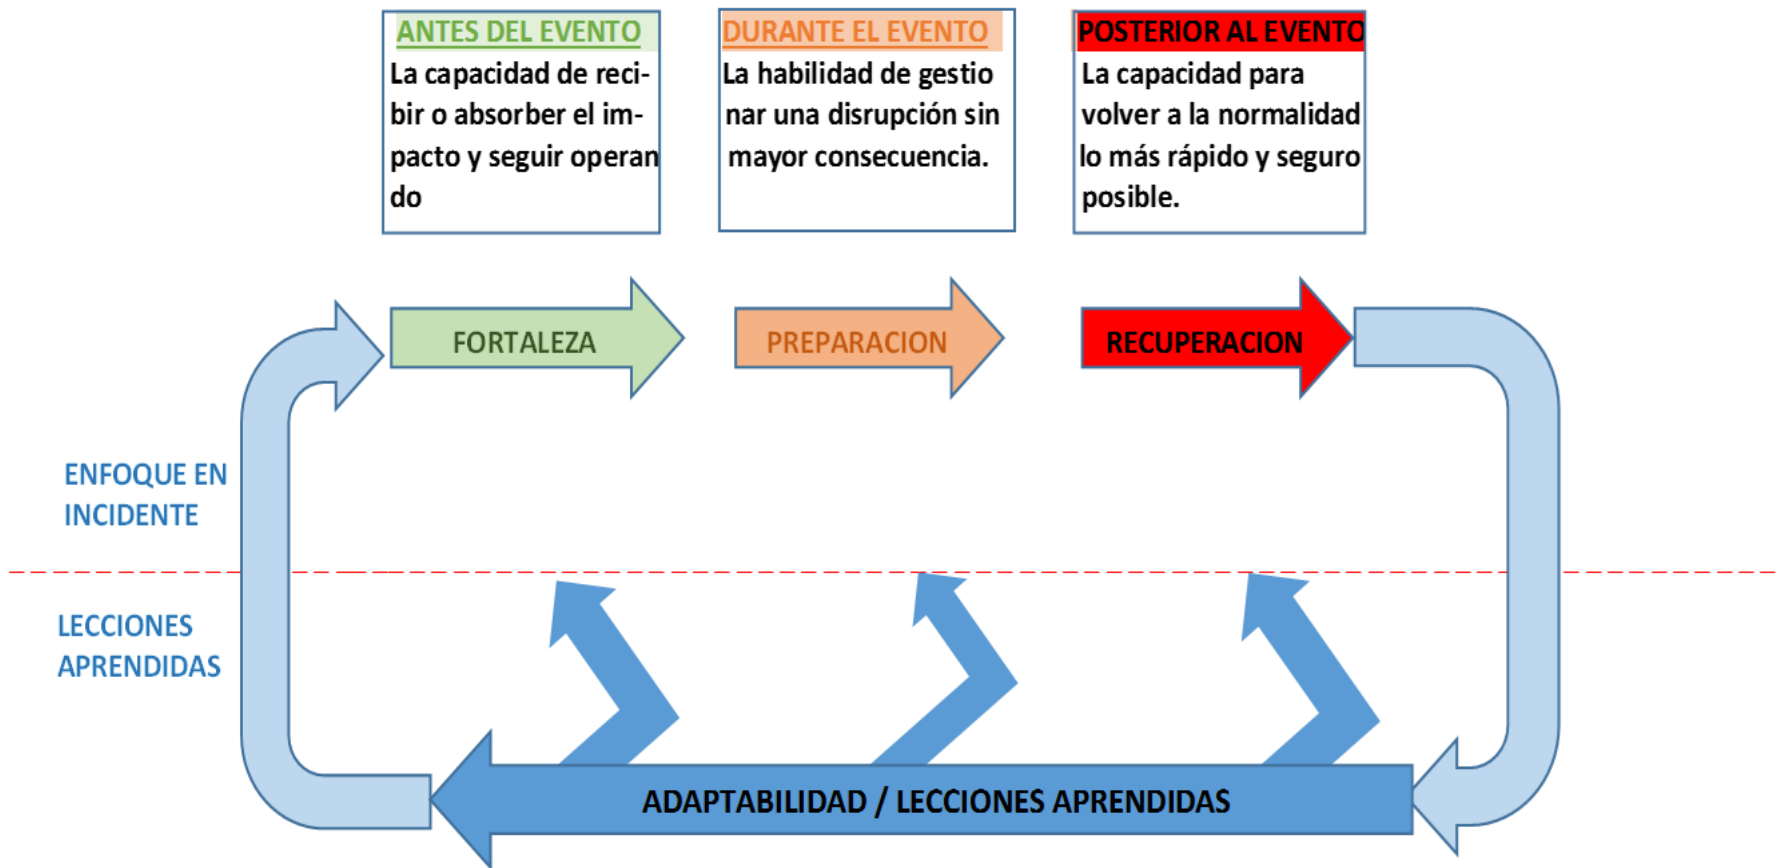 ANTES DEL EVENTO
La capacidad de reci-
bir o absorber el im-
pacto y seguir operan
do
DURANTE EL EVENTO
La habilidad de gestio
nar una disrupción sin
mayor consecuencia.
POSTERIOR AL EVENTO
La capacidad para
volver a la normalidad
lo más rápido y seguro
posible.
FORTALEZA
PREPARACION
RECUPERACION
ENFOQUE EN
INCIDENTE
LECCIONES
APRENDIDAS
ADAPTABILIDAD / LECCIONES APRENDIDAS